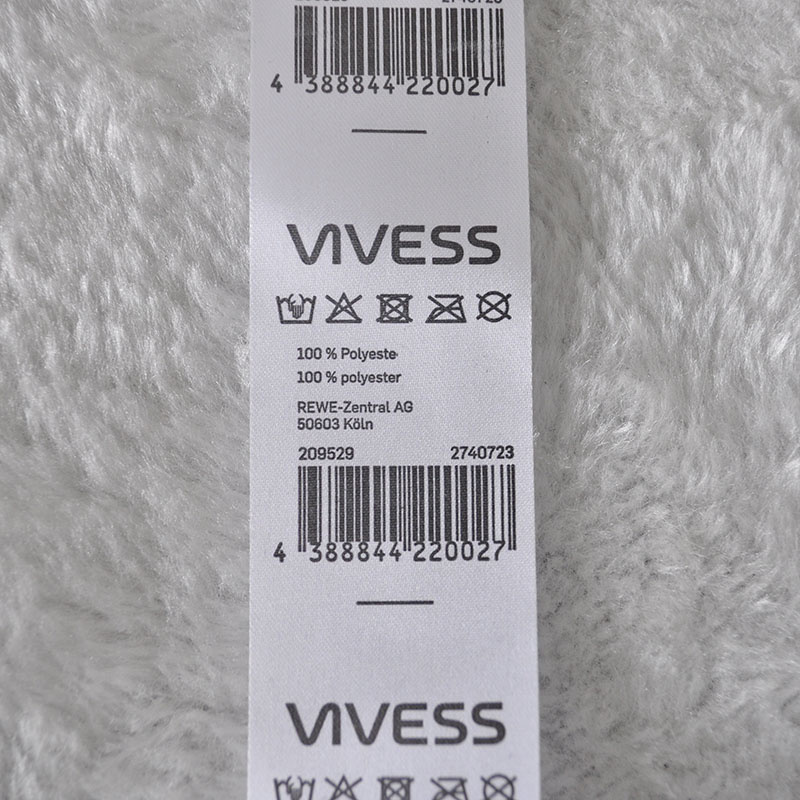 4 388844 220027
VIVESS
100 % Polyeste
100 % polyester
REWE-Zentral AG
50603 Köln
209529 2740723
4 388844 220027
VIVESS